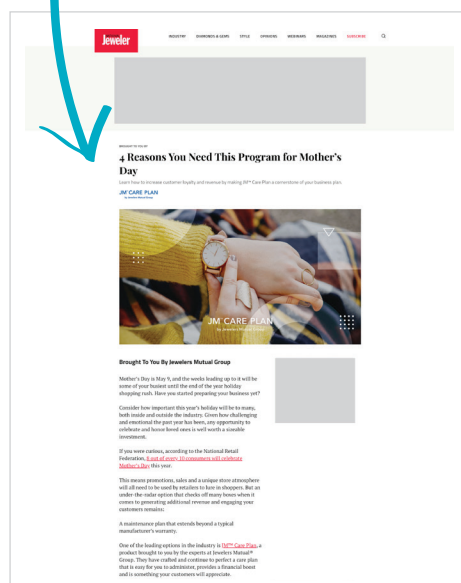 Jeweler
INDUSTRY DIAMONDS & GEMS STYLE OPINIONS WEBINARS MAGAZINES SUBSCRIBE
BROUGHT TO YOU BY
4 Reasons You Need This Program for Mother's
Day
Learn how to increase customer loyalty and revenue by making JM™ Care Plan a cornerstone of your business plan
JM™ CARE PLAN
by Jewelers Mutual Group
JM™ CARE PLAN
by Jewelers Mutual Group
Brought To You By Jewelers Mutual Group
Mother's Day is May 9, and the weeks leading up to it will be
some of your busiest until the end of the year holiday
shopping rush. Have you started preparing your business yet?
Consider how important this year's holiday will be to many,
both inside and outside the industry. Given how challenging
and emotional the past year has been, any opportunity to
celebrate and honor loved ones is well worth a sizeable
investment.
If you were curious, according to the National Retail
Federation, 8 out of every 10 consumers will celebrate
Mother's Day this year.
This means promotions, sales and a unique store atmosphere
will all need to be used by retailers to lure in shoppers. But an
under-the-radar option that checks off many boxes when it
comes to generating additional revenue and engaging your
customers remains:
A maintenance plan that extends beyond a typical
manufacturer's warranty.
One of the leading options in the industry is JM™ Care Plan, a
product brought to you by the experts at Jewelers Mutual®
Group. They have crafted and continue to perfect a care plan
that is easy for you to administer, provides a financial boost
and is something your customers will appreciate.